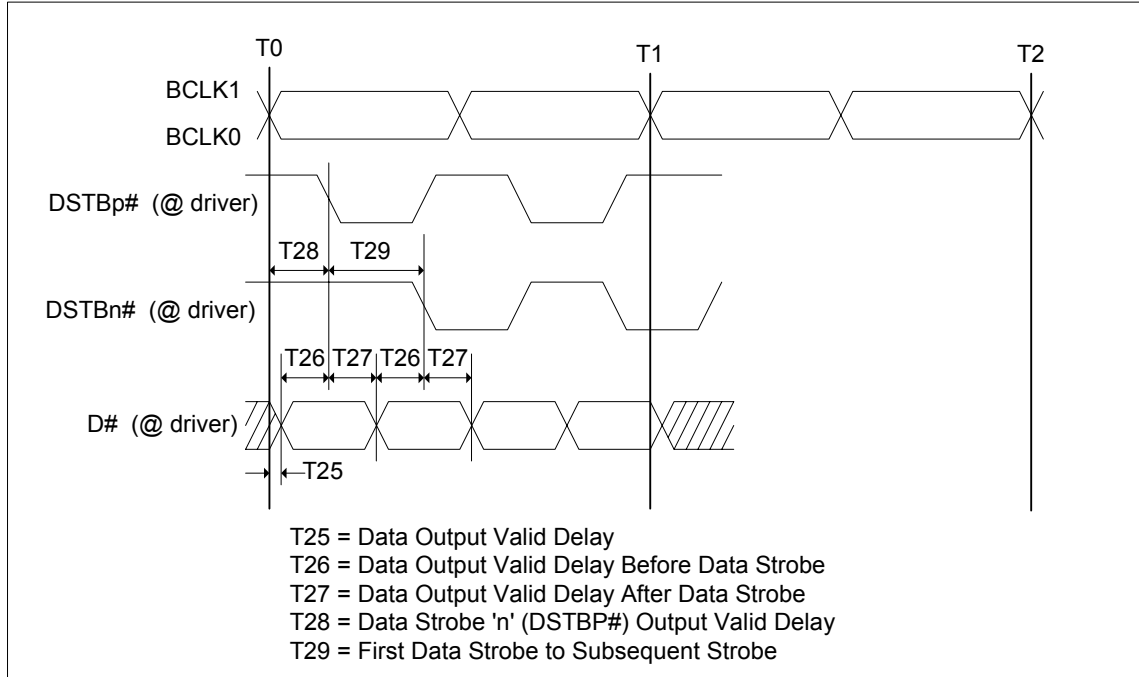 T0
T1
T2
BCLK1
BCLK0
DSTBp# (@ driver)
T28
T29
DSTBn# (@ driver)
T26
T27
T26
T27
D# (@ driver)
T25
T25 = Data Output Valid Delay
T26 = Data Output Valid Delay Before Data Strobe
T27 = Data Output Valid Delay After Data Strobe
T28 = Data Strobe 'n' (DSTBP#) Output Valid Delay
T29 = First Data Strobe to Subsequent Strobe